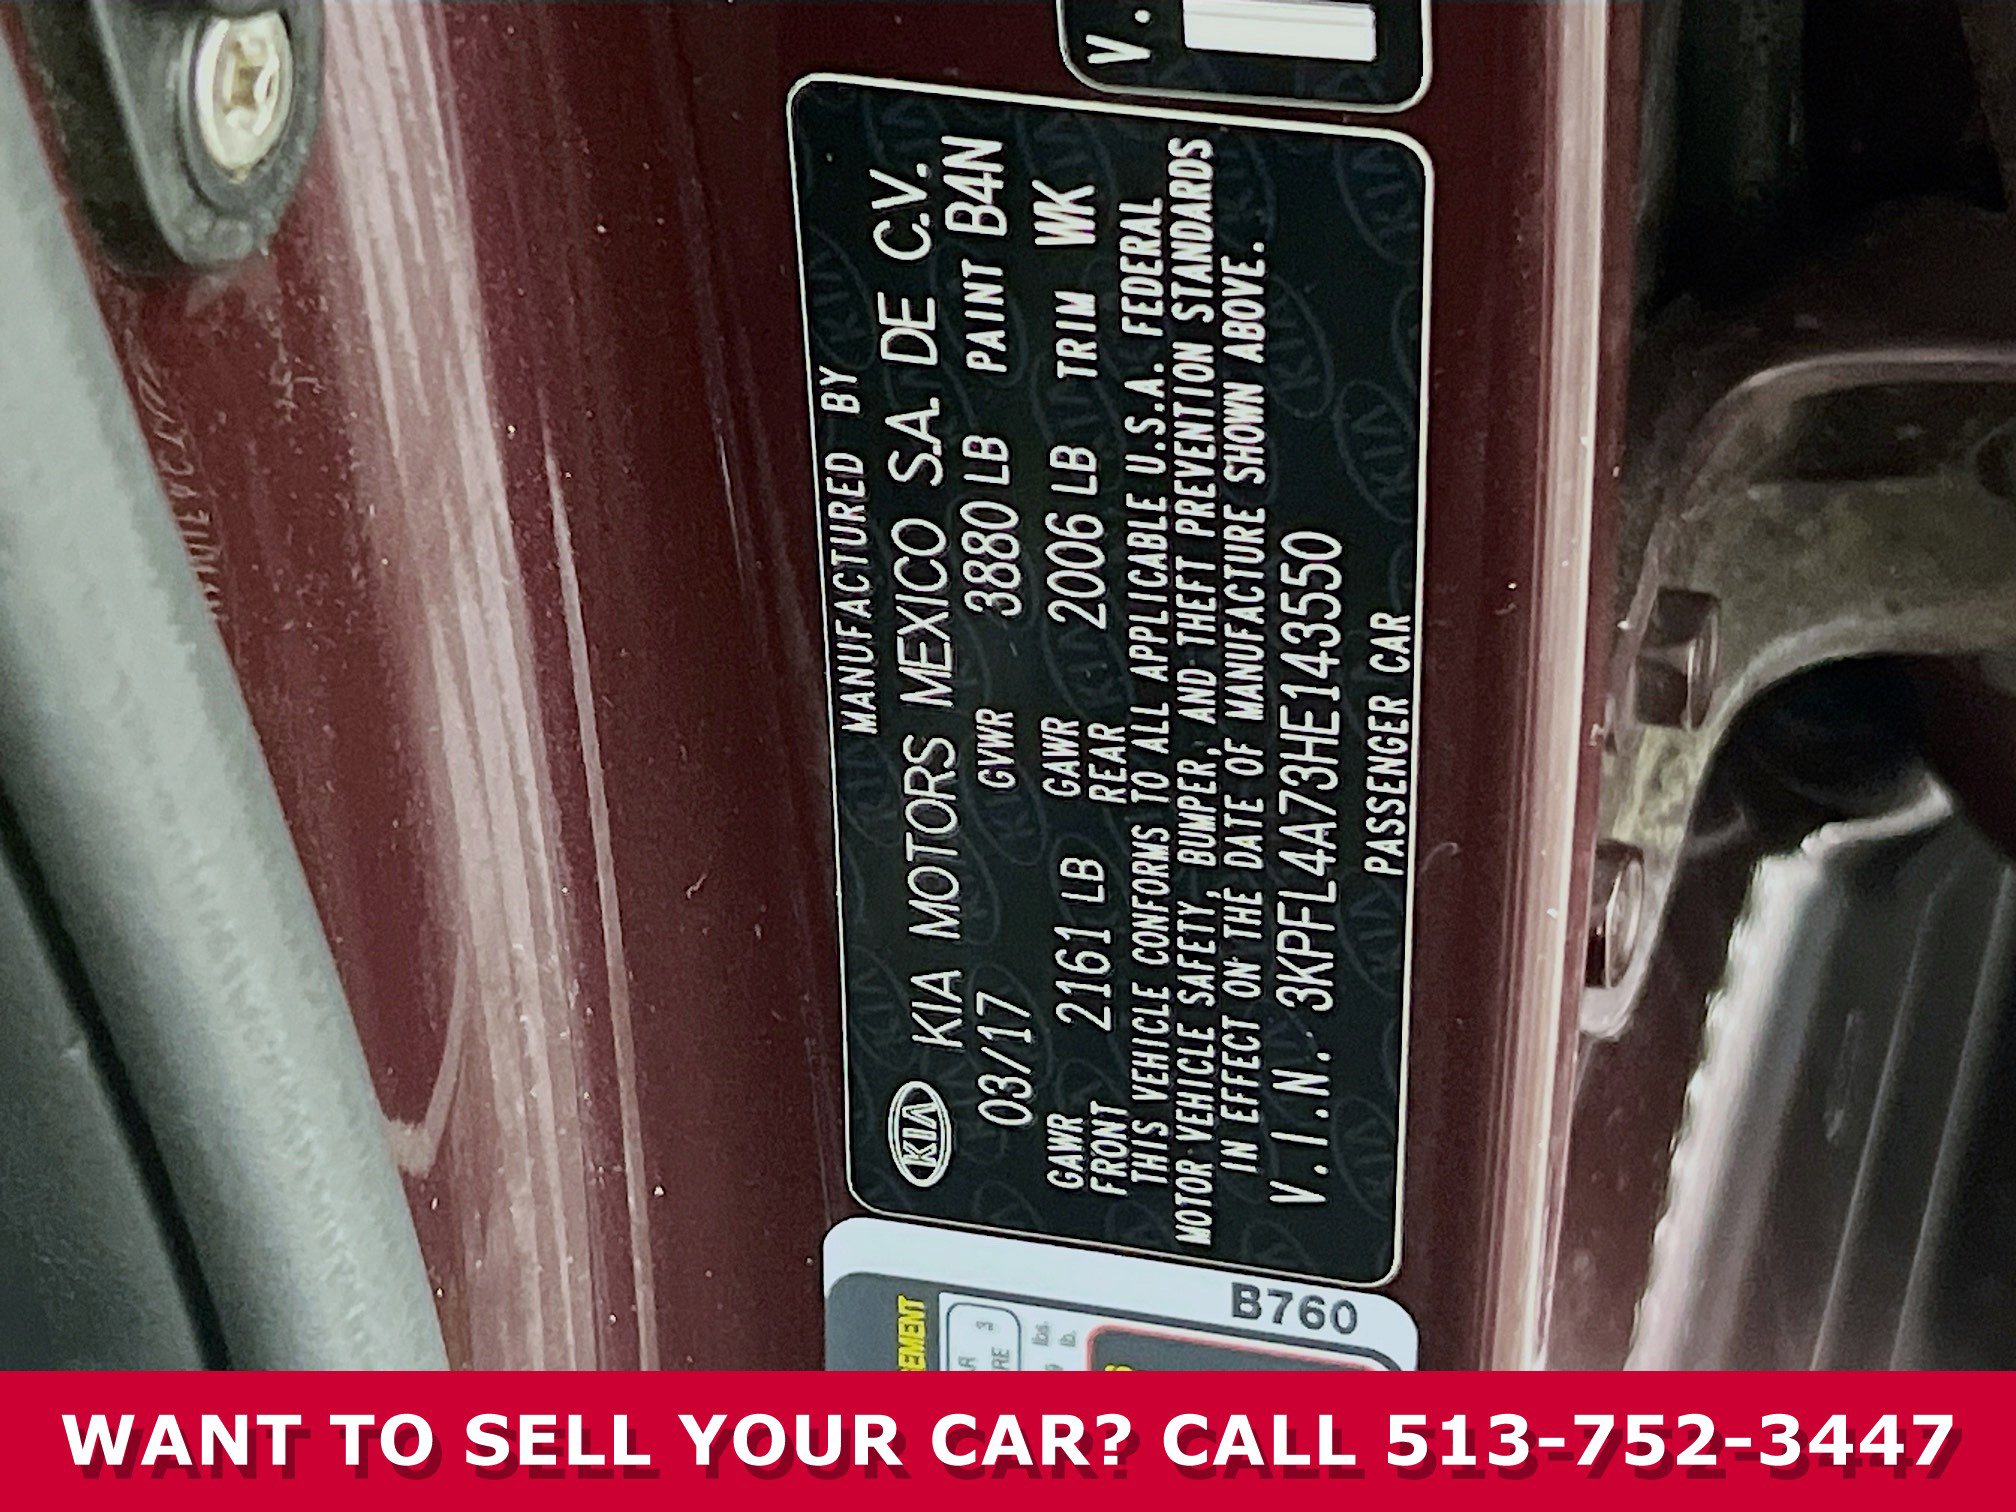 V.
MANUFACTURED BY
KIA KIA MOTORS MEXICO S.A. DE C.V.
03/17 GVWR 3880 LB PAINT B4N
GAWR FRONT 2161 LB GAWR REAR 2006 LB TRIM WK
THIS VEHICLE CONFORMS TO ALL APPLICABLE U.S.A. FEDERAL
MOTOR VEHICLE SAFETY, BUMPER, AND THEFT PREVENTION STANDARDS
IN EFFECT ON THE DATE OF MANUFACTURE SHOWN ABOVE.
V.I.N. 3KPFL4A73HE143550
PASSENGER CAR
B760
WANT TO SELL YOUR CAR? CALL 513-752-3447